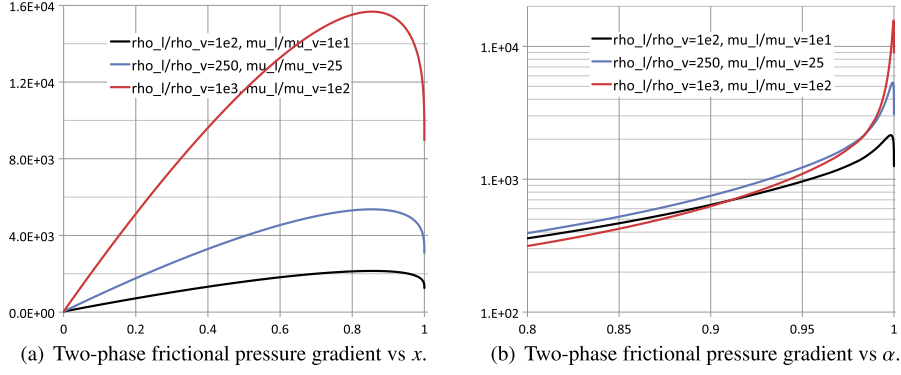 1.6E+04
1.2E+04
8.0E+03
4.0E+03
0.0E+00
rho_l/rho_v=1e2, mu_l/mu_v=1e1
rho_l/rho_v=250, mu_l/mu_v=25
rho_l/rho_v=1e3, mu_l/mu_v=1e2
0 0.2 0.4 0.6 0.8 1
(a) Two-phase frictional pressure gradient vs x.
1.E+04
1.E+03
1.E+02
rho_l/rho_v=1e2, mu_l/mu_v=1e1
rho_l/rho_v=250, mu_l/mu_v=25
rho_l/rho_v=1e3, mu_l/mu_v=1e2
0.8 0.85 0.9 0.95 1
(b) Two-phase frictional pressure gradient vs α.